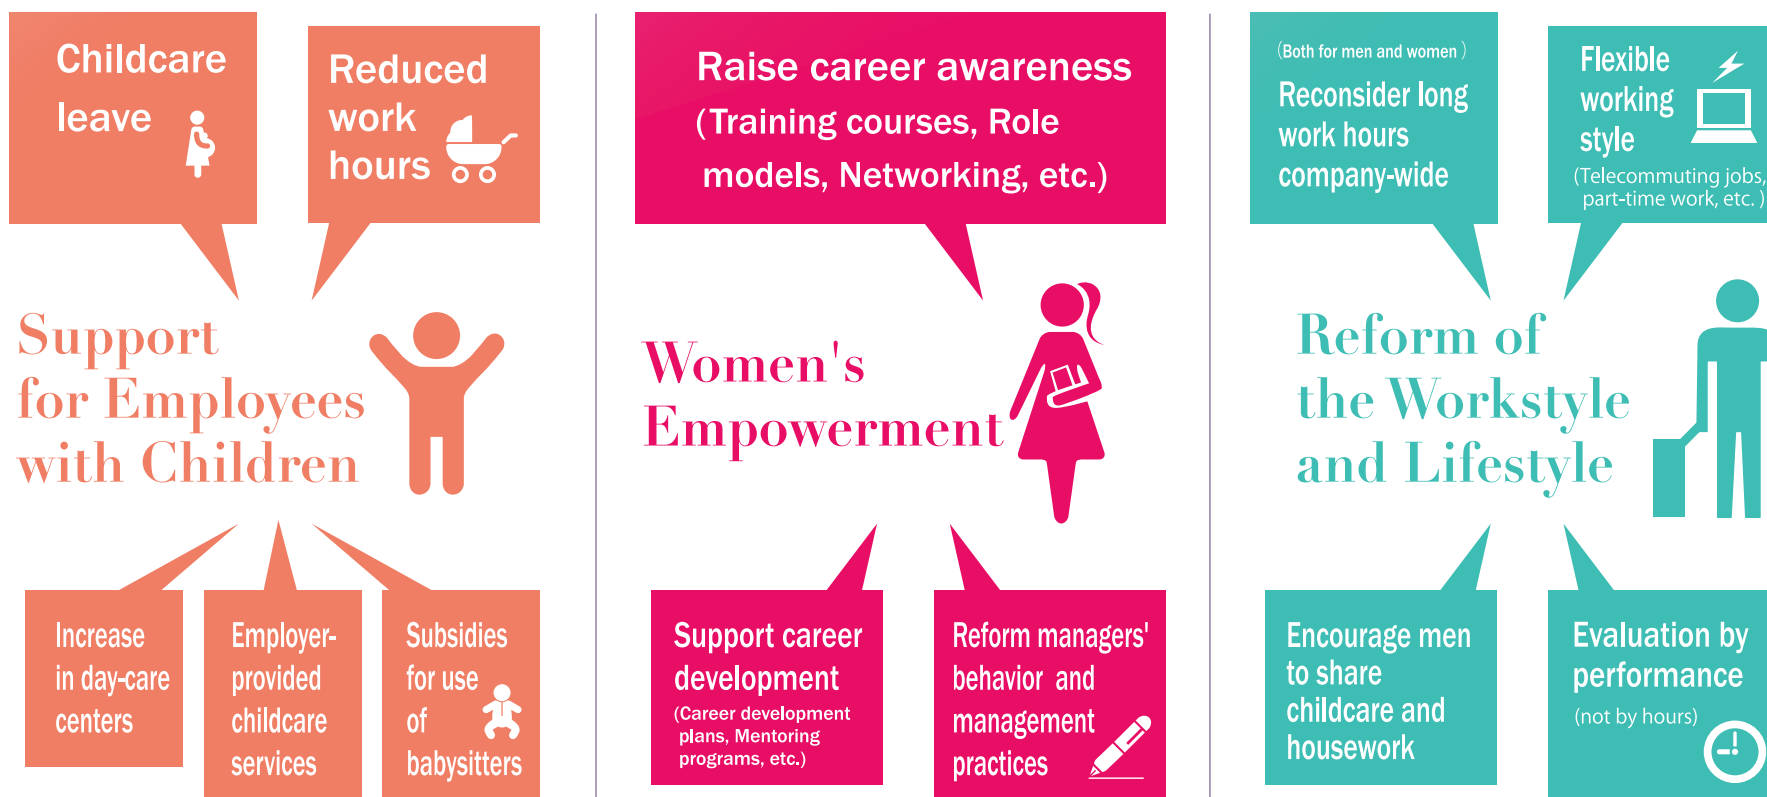 Childcare
leave
Reduced
work
hours
Support
for Employees
with Children
Increase
in day-care
centers
Employer-
provided
childcare
services
Subsidies
for use
of
babysitters
Raise career awareness
(Training courses, Role
models, Networking, etc.)
Women's
Empowerment
Support career
development
(Career development
plans, Mentoring
programs, etc.)
Reform managers'
behavior and
management
practices
(Both for men and women)
Reconsider long
work hours
company-wide
Flexible
working
style
(Telecommuting jobs,
part-time work, etc.)
Reform of
the Workstyle
and Lifestyle
Encourage men
to share
childcare and
housework
Evaluation by
performance
(not by hours)